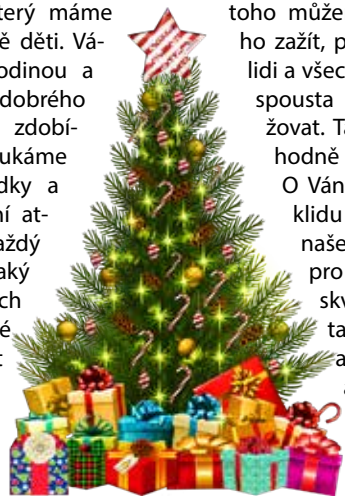 terý máme
ě děti. Vá-
odinou a
dobrého
zdobí-
ukáme
dky a
ní at-
aždý
aký
ch
é
t
toho může
ho zažít, p
lidi a všec
spousta
žovat. Ta
hodně
O Ván
klidu
naše
pro
skv
ta
a